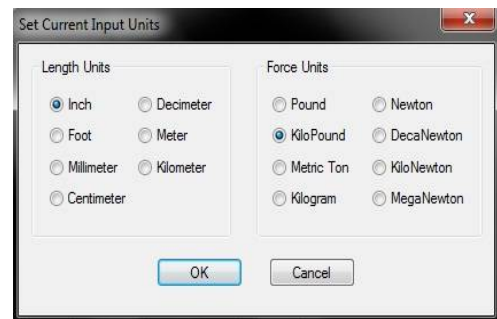 Set Current Input Units
x
Length Units
Force Units
Inch
Decimeter
Foot
Meter
Millimeter
Kilometer
Centimeter
Pound
Newton
KiloPound
DecaNewton
Metric Ton
KiloNewton
Kilogram
MegaNewton
OK
Cancel